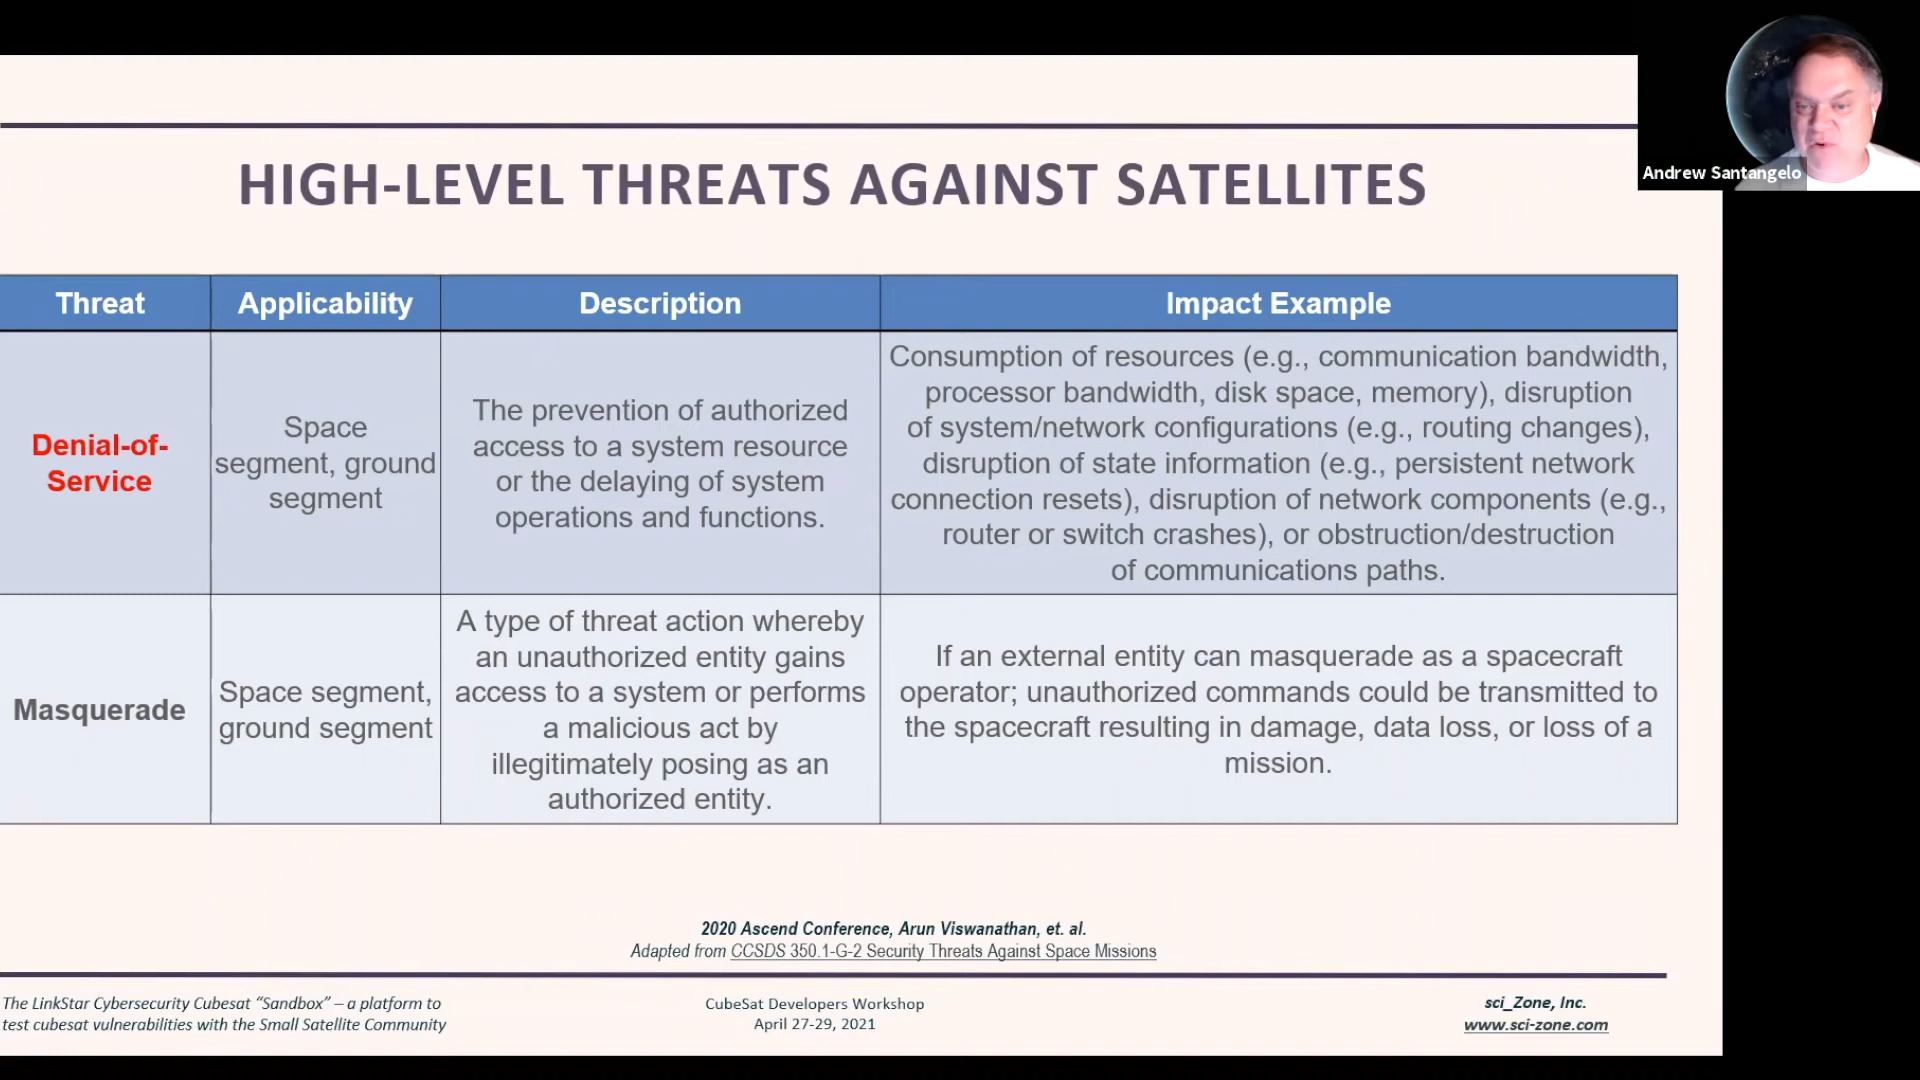 Andrew Santangelo
HIGH-LEVEL THREATS AGAINST SATELLITES
Threat
Applicability
Description
Impact Example
Denial-of-
Service
Space
segment, ground
segment
The prevention of authorized
access to a system resource
or the delaying of system
operations and functions.
Consumption of resources (e.g., communication bandwidth,
processor bandwidth, disk space, memory), disruption
of system/network configurations (e.g., routing changes),
disruption of state information (e.g., persistent network
connection resets), disruption of network components (e.g.,
router or switch crashes), or obstruction/destruction
of communications paths.
Masquerade
Space segment,
ground segment
A type of threat action whereby
an unauthorized entity gains
access to a system or performs
a malicious act by
illegitimately posing as an
authorized entity.
If an external entity can masquerade as a spacecraft
operator; unauthorized commands could be transmitted to
the spacecraft resulting in damage, data loss, or loss of a
mission.
2020 Ascend Conference, Arun Viswanathan, et. al.
Adapted from CCSDS 350.1-G-2 Security Threats Against Space Missions
The LinkStar Cybersecurity Cubesat “Sandbox” – a platform to
test cubesat vulnerabilities with the Small Satellite Community
CubeSat Developers Workshop
April 27-29, 2021
sci_Zone, Inc.
www.sci-zone.com